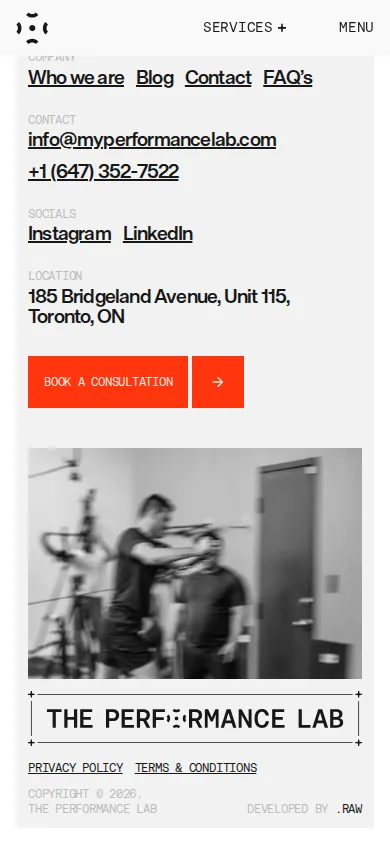 SERVICES + MENU
COMPANY
Who we are Blog Contact FAQ's
CONTACT
info@myperformancelab.com
+1 (647) 352-7522
SOCIALS
Instagram LinkedIn
LOCATION
185 Bridgeland Avenue, Unit 115,
Toronto, ON
BOOK A CONSULTATION →
THE PERFORMANCE LAB
PRIVACY POLICY TERMS & CONDITIONS
COPYRIGHT © 2026.
THE PERFORMANCE LAB DEVELOPED BY .RAW